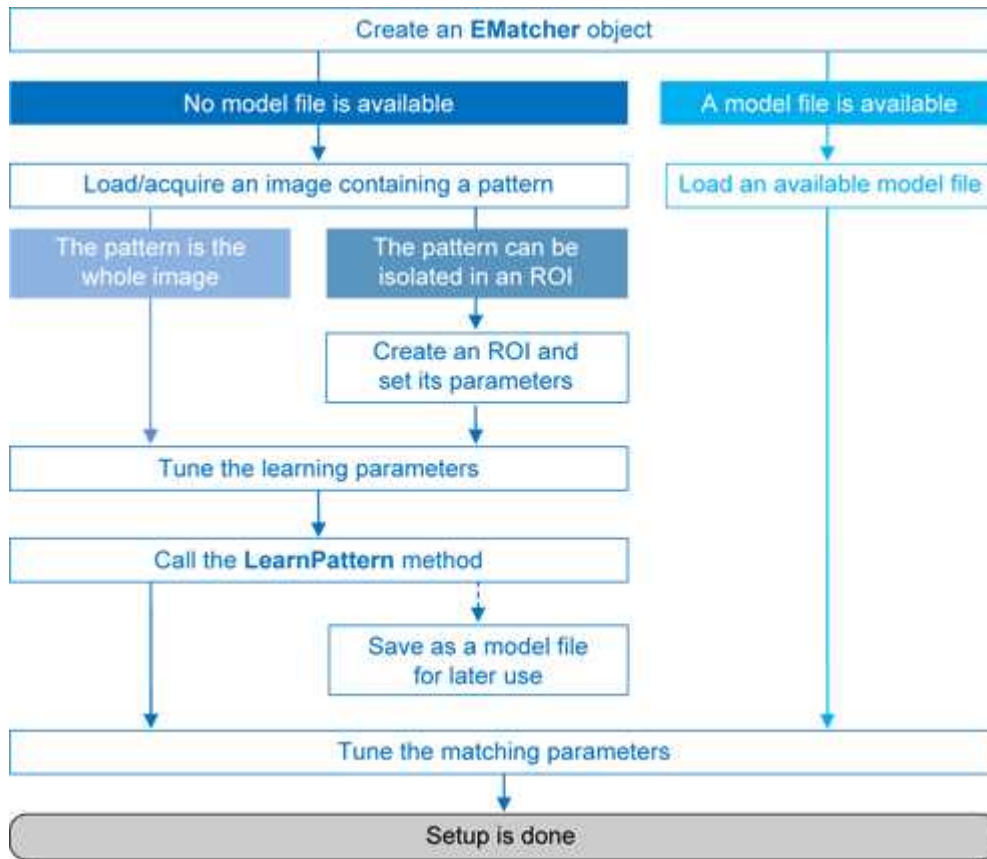 Create an EMatcher object
No model file is available
A model file is available
Load/acquire an image containing a pattern
Load an available model file
The pattern is the
whole image
The pattern can be
isolated in an ROI
Create an ROI and
set its parameters
Tune the learning parameters
Call the LearnPattern method
Save as a model file
for later use
Tune the matching parameters
Setup is done